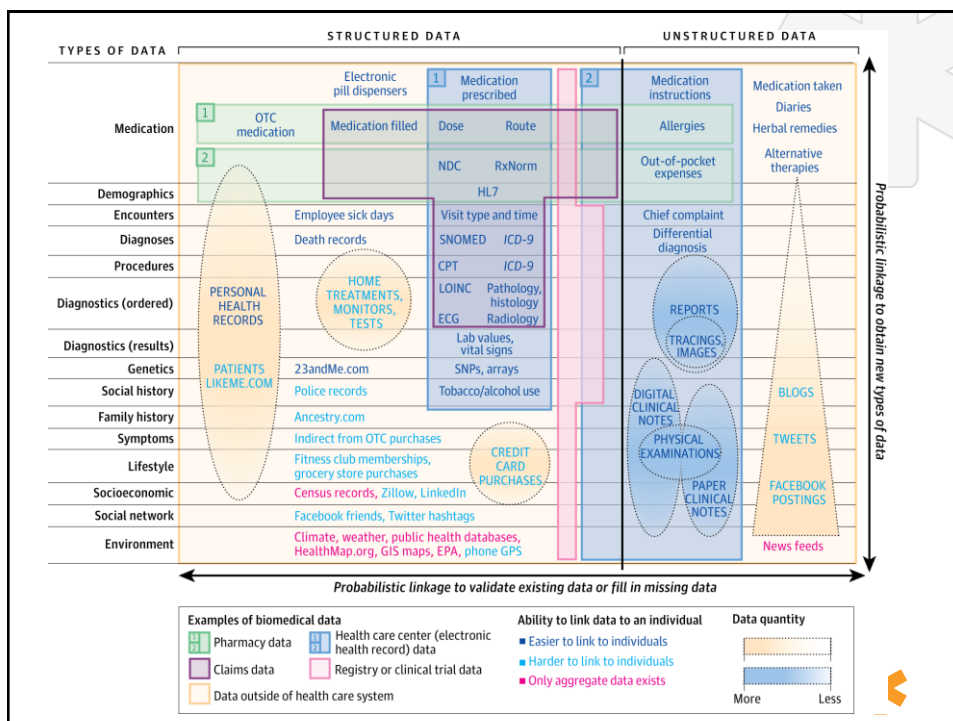 STRUCTURED DATA
UNSTRUCTURED DATA
TYPES OF DATA
Medication
Demographics
Encounters
Diagnoses
Procedures
Diagnostics (ordered)
Diagnostics (results)
Genetics
Social history
Family history
Symptoms
Lifestyle
Socioeconomic
Social network
Environment
1
OTC
medication
2
PERSONAL
HEALTH
RECORDS
PATIENTS
LIKEME.COM
Electronic
pill dispensers
Medication filled
Employee sick days
Death records
HOME
TREATMENTS,
MONITORS,
TESTS
23andMe.com
Police records
Ancestry.com
Indirect from OTC purchases
Fitness club memberships,
grocery store purchases
Census records, Zillow, LinkedIn
Facebook friends, Twitter hashtags
Climate, weather, public health databases,
HealthMap.org, GIS maps, EPA, phone GPS
CREDIT
CARD
PURCHASES
1
Medication
prescribed
Dose Route
NDC RxNorm
HL7
Visit type and time
SNOMED ICD-9
CPT ICD-9
LOINC Pathology,
histology
ECG Radiology
Lab values,
vital signs
SNPs, arrays
Tobacco/alcohol use
2
Medication
instructions
Allergies
Out-of-pocket
expenses
Chief complaint
Differential
diagnosis
REPORTS
TRACINGS,
IMAGES
DIGITAL
CLINICAL
NOTES
PHYSICAL
EXAMINATIONS
PAPER
CLINICAL
NOTES
Medication taken
Diaries
Herbal remedies
Alternative
therapies
BLOGS
TWEETS
FACEBOOK
POSTINGS
News feeds
Probabilistic linkage to obtain new types of data
Probabilistic linkage to validate existing data or fill in missing data
Examples of biomedical data
1
2
Pharmacy data
1
2
Health care center (electronic
health record) data
Claims data
Registry or clinical trial data
Data outside of health care system
Ability to link data to an individual
Easier to link to individuals
Harder to link to individuals
Only aggregate data exists
Data quantity
More Less